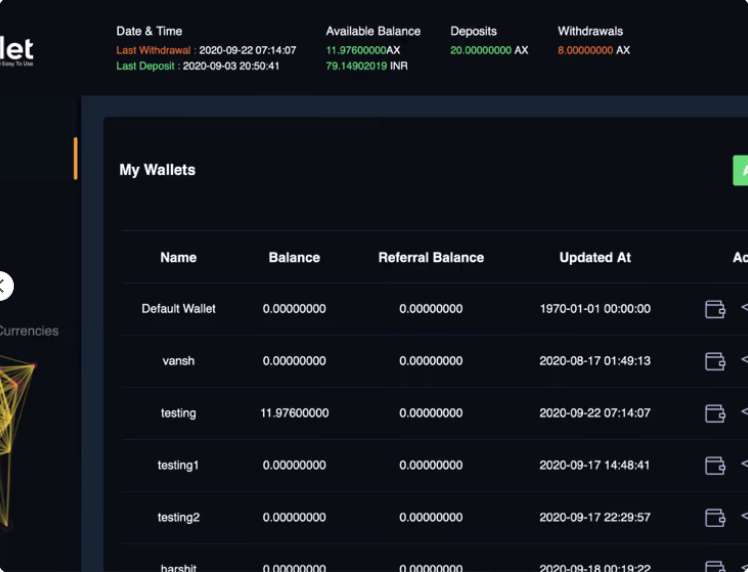 Date & Time Available Balance Deposits Withdrawals
let Last Withdrawal : 2020-09-22 07:14:07 11.97600000AX 20.00000000 AX 8.00000000 AX
Easy To Use Last Deposit : 2020-09-03 20:50:41 79.14902019 INR
My Wallets A
Name Balance Referral Balance Updated At Ac
Default Wallet 0.00000000 0.00000000 1970-01-01 00:00:00
Currencies
vansh 0.00000000 0.00000000 2020-08-17 01:49:13
testing 11.97600000 0.00000000 2020-09-22 07:14:07
testing1 0.00000000 0.00000000 2020-09-17 14:48:41
testing2 0.00000000 0.00000000 2020-09-17 22:29:57
harshit 0.00000000 0.00000000 2020-09-18 00:19:22